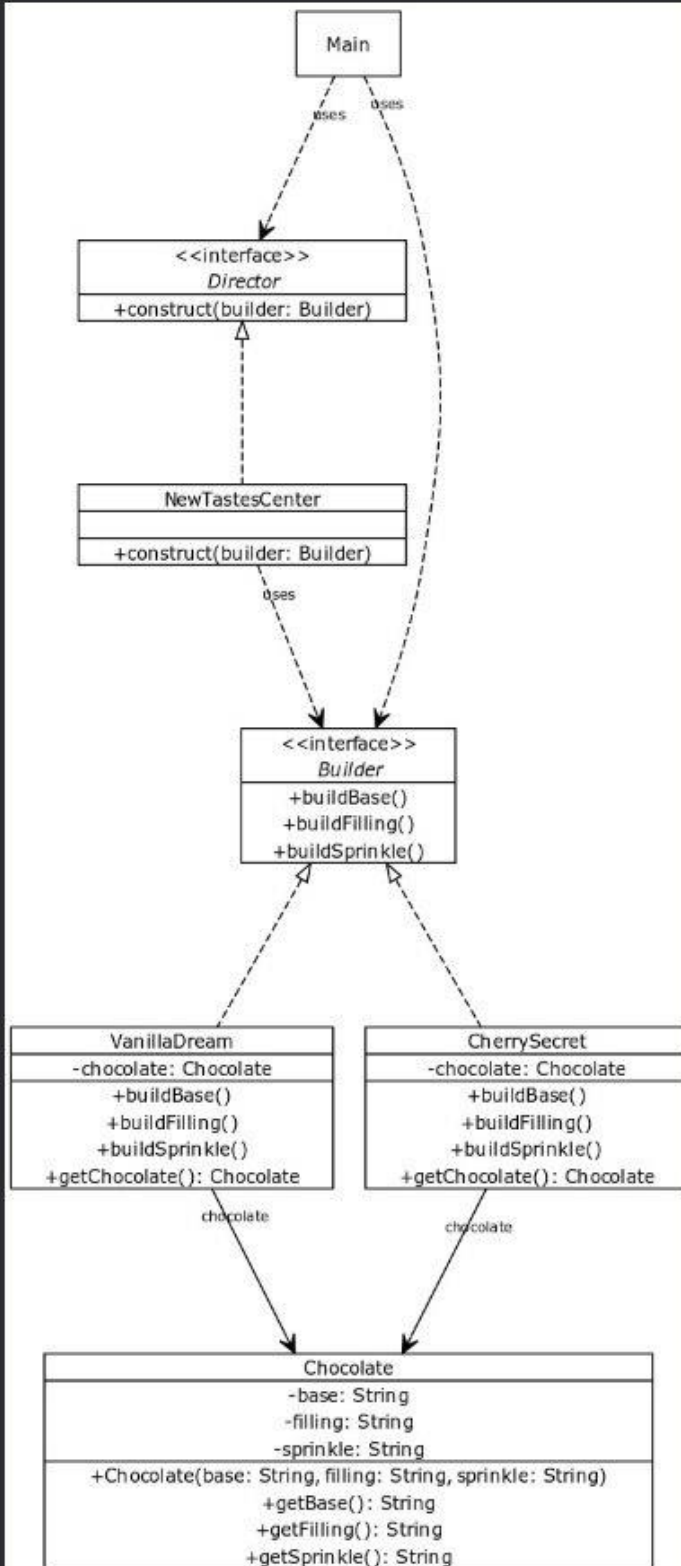 Main
uses
uses
<<interface>>
Director
+construct(builder: Builder)
NewTastesCenter
+construct(builder: Builder)
uses
<<interface>>
Builder
+buildBase()
+buildFilling()
+buildSprinkle()
VanillaDream
-chocolate: Chocolate
+buildBase()
+buildFilling()
+buildSprinkle()
+getChocolate(): Chocolate
CherrySecret
-chocolate: Chocolate
+buildBase()
+buildFilling()
+buildSprinkle()
+getChocolate(): Chocolate
chocolate
chocolate
Chocolate
-base: String
-filling: String
-sprinkle: String
+Chocolate(base: String, filling: String, sprinkle: String)
+getBase(): String
+getFilling(): String
+getSprinkle(): String